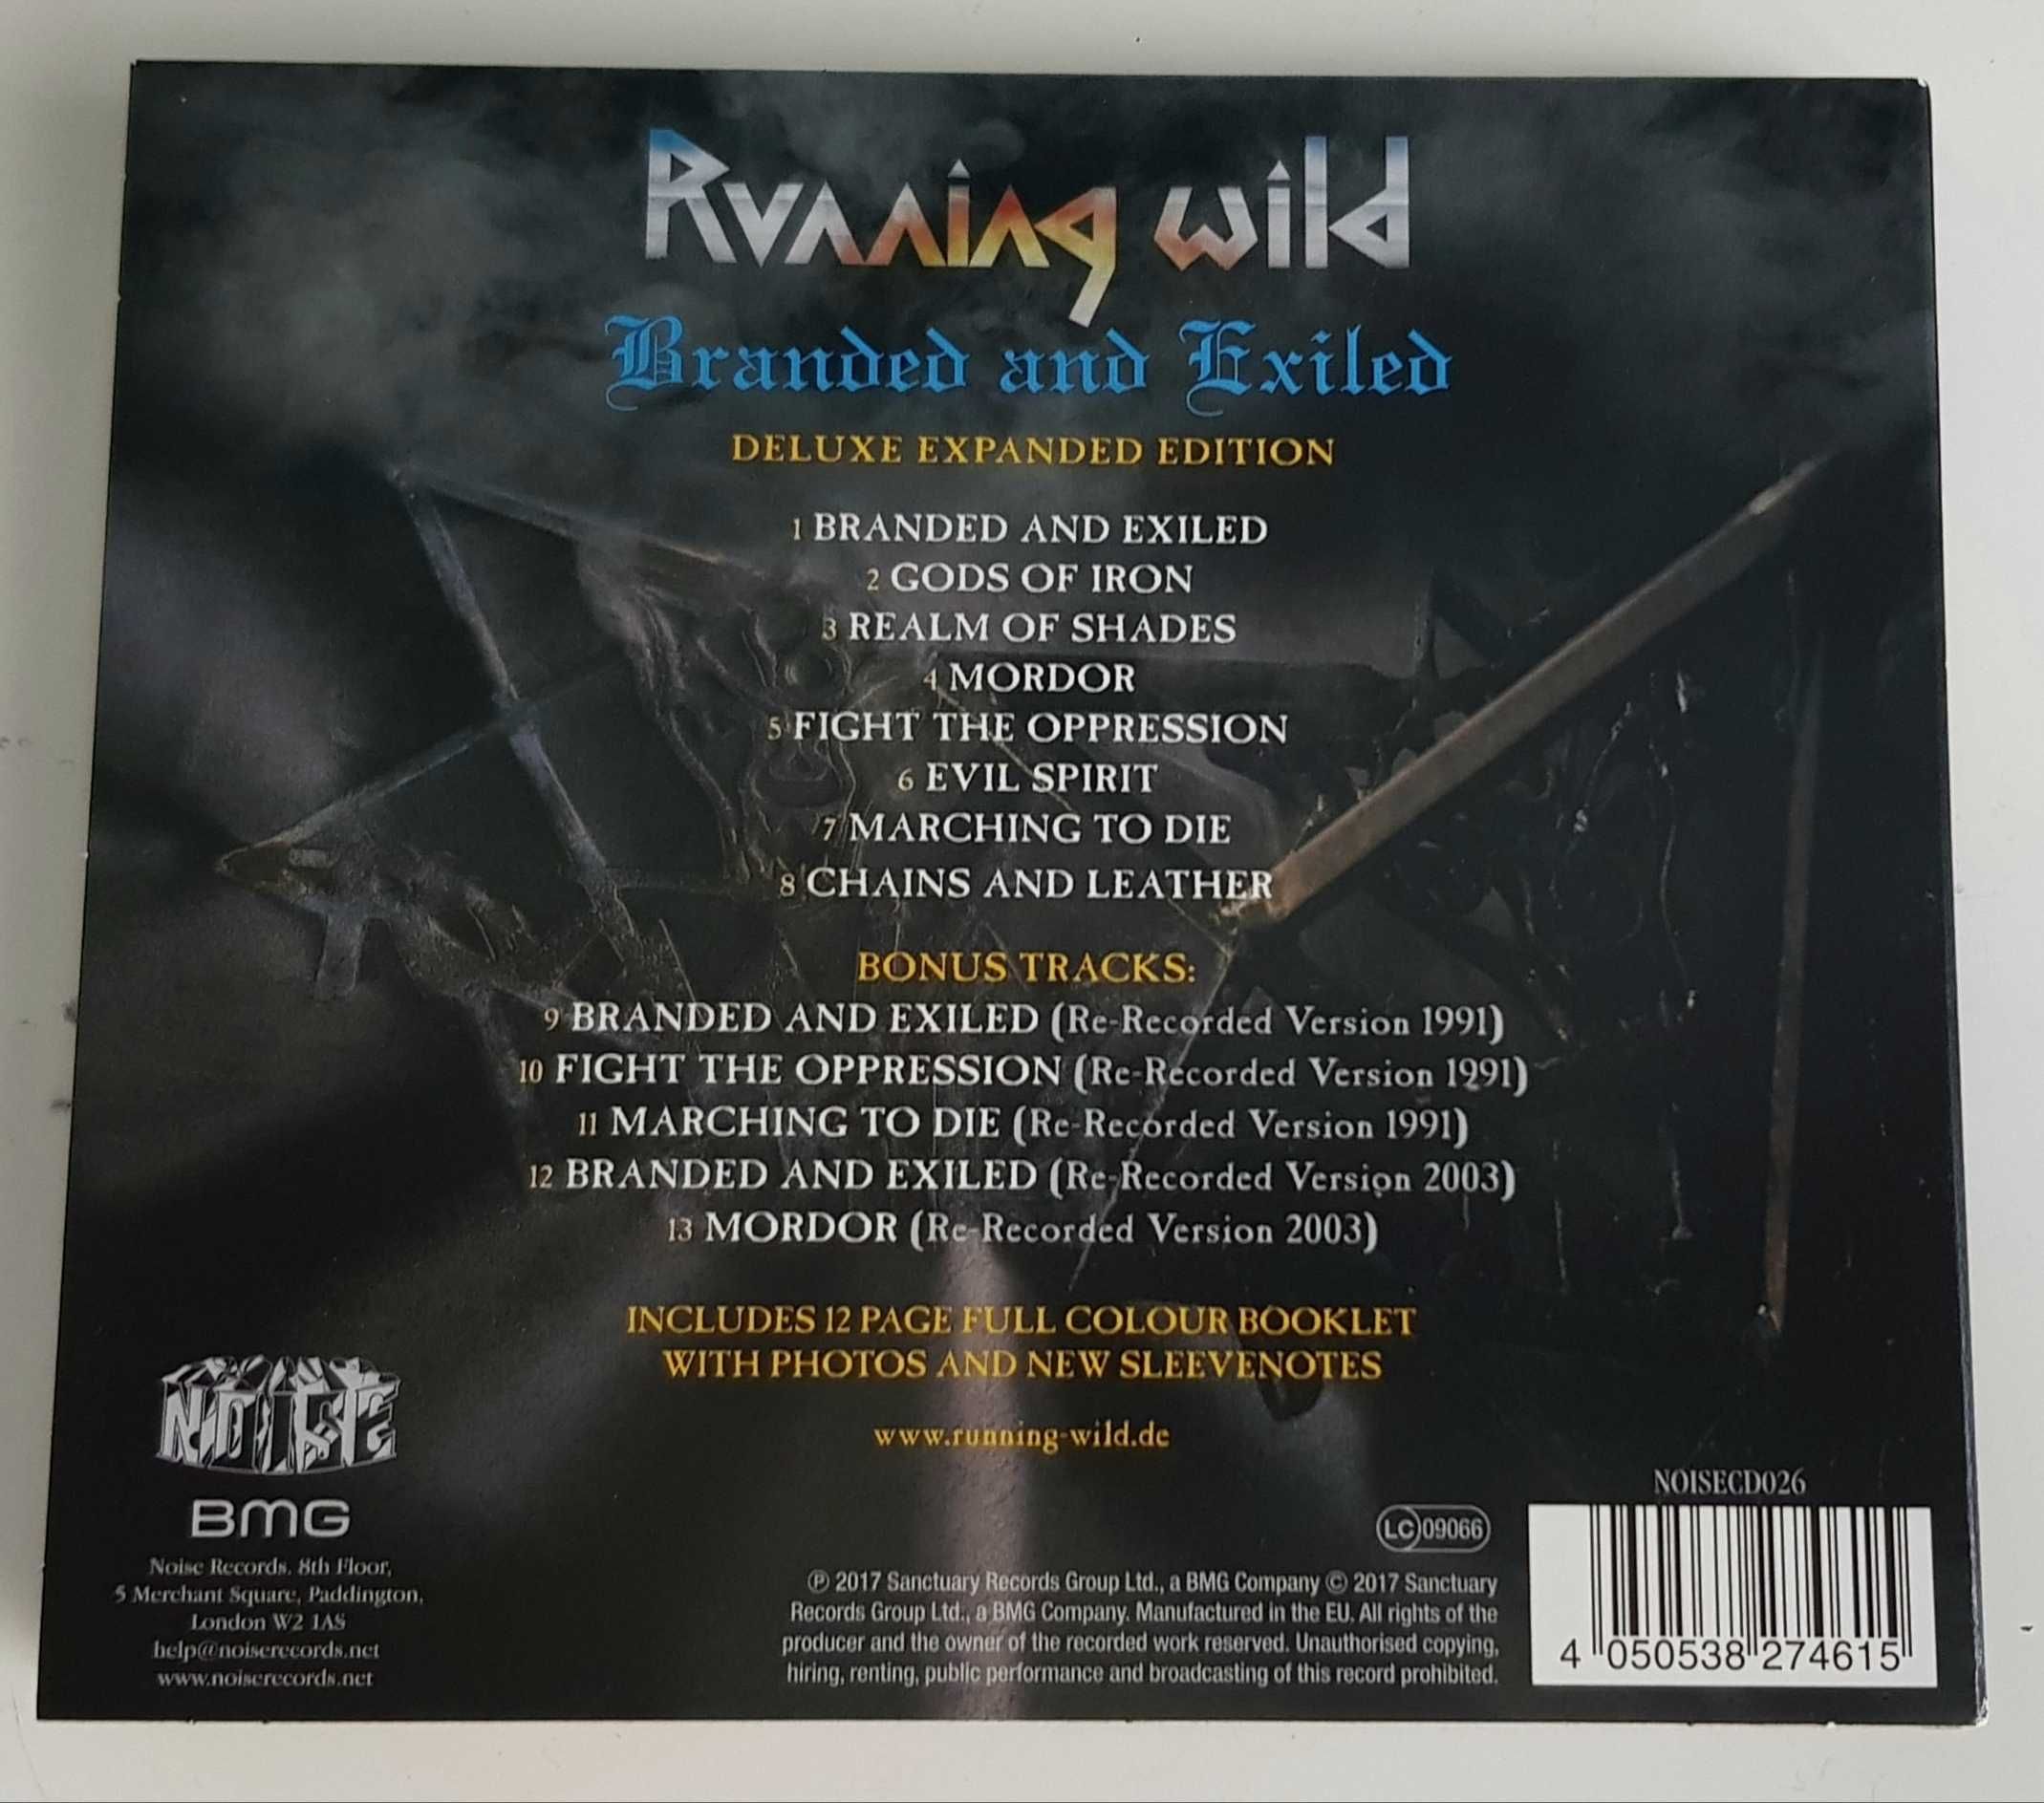 Running Wild
Branded and Exiled
DELUXE EXPANDED EDITION
1 BRANDED AND EXILED
2 GODS OF IRON
3 REALM OF SHADES
4 MORDOR
5 FIGHT THE OPPRESSION
6 EVIL SPIRIT
7 MARCHING TO DIE
8 CHAINS AND LEATHER
BONUS TRACKS:
9 BRANDED AND EXILED (Re-Recorded Version 1991)
10 FIGHT THE OPPRESSION (Re-Recorded Version 1991)
11 MARCHING TO DIE (Re-Recorded Version 1991)
12 BRANDED AND EXILED (Re-Recorded Version 2003)
13 MORDOR (Re-Recorded Version 2003)
INCLUDES 12 PAGE FULL COLOUR BOOKLET
WITH PHOTOS AND NEW SLEEVENOTES
www.running-wild.de
NOISE
BMG
Noise Records, 8th Floor,
5 Merchant Square, Paddington,
London W2 1AS
help@noiserecords.net
www.noiserecords.net
LC 09066
℗ 2017 Sanctuary Records Group Ltd., a BMG Company © 2017 Sanctuary
Records Group Ltd., a BMG Company. Manufactured in the EU. All rights of the
producer and the owner of the recorded work reserved. Unauthorised copying,
hiring, renting, public performance and broadcasting of this record prohibited.
NOISECD026
4 050538 274615